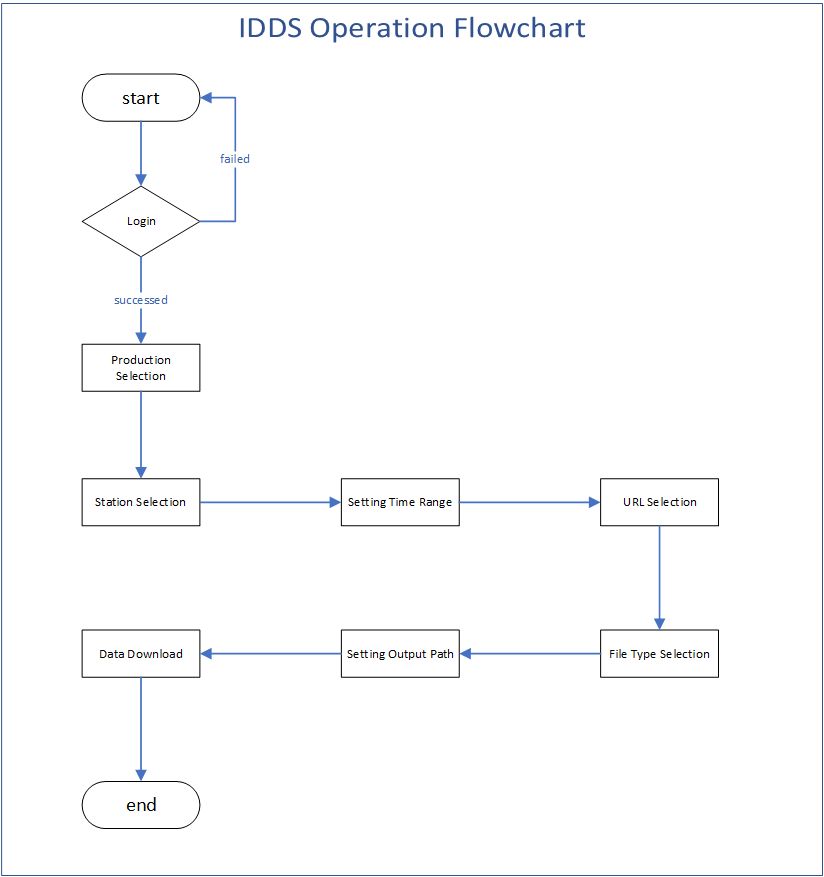 IDDS Operation Flowchart
start
failed
Login
successed
Production
Selection
Station Selection
Setting Time Range
URL Selection
Data Download
Setting Output Path
File Type Selection
end